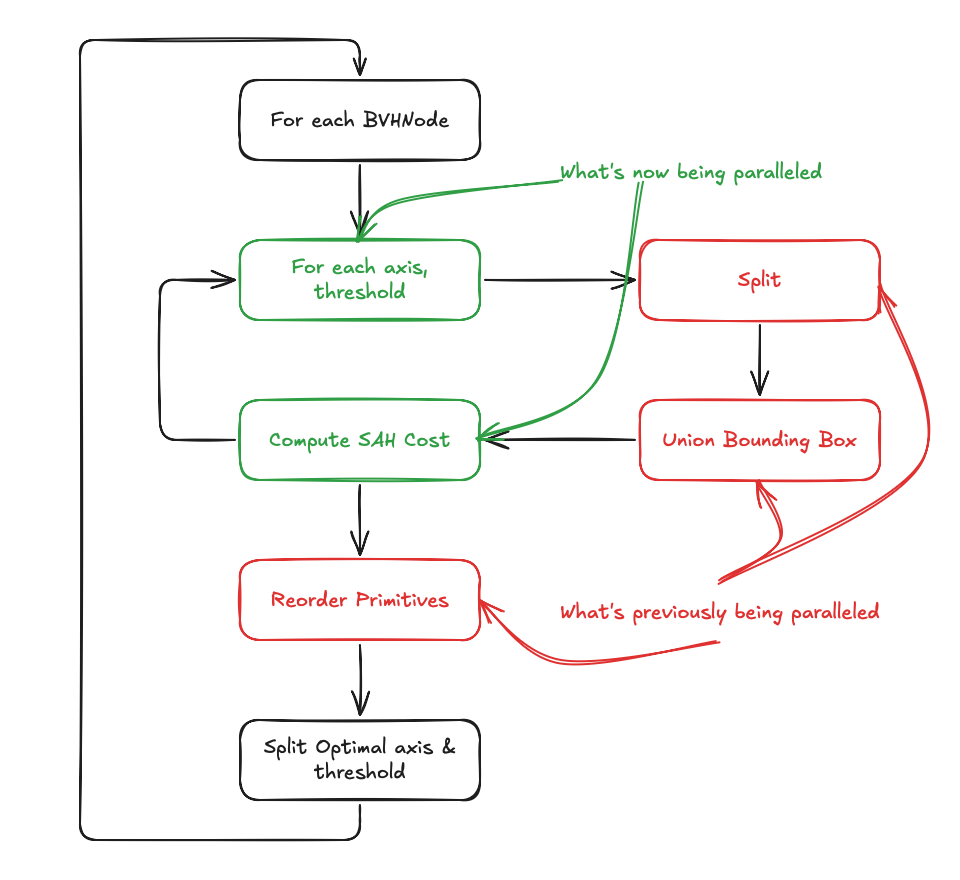 For each BVHNode
What's now being paralleled
For each axis,
threshold
Split
Compute SAH Cost
Union Bounding Box
Reorder Primitives
What's previously being paralleled
Split Optimal axis &
threshold